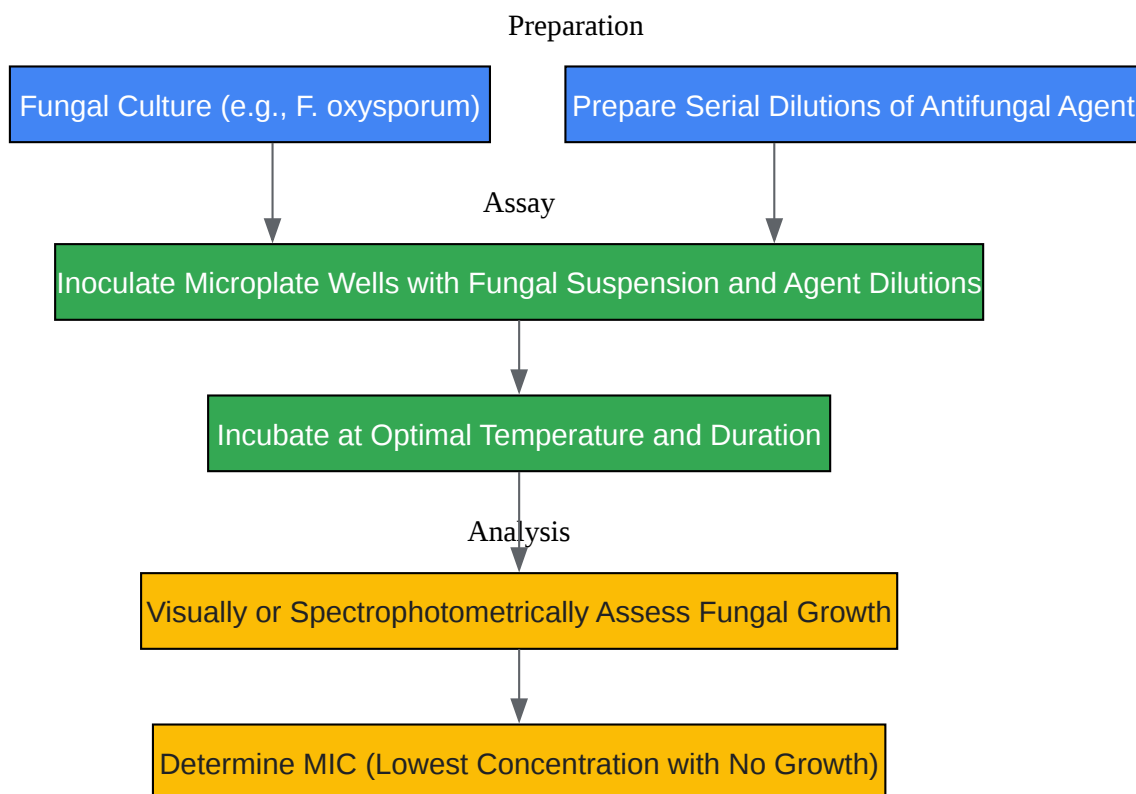 Preparation
Fungal Culture (e.g., F. oxysporum)
Prepare Serial Dilutions of Antifungal Agent
Assay
Inoculate Microplate Wells with Fungal Suspension and Agent Dilutions
Incubate at Optimal Temperature and Duration
Analysis
Visually or Spectrophotometrically Assess Fungal Growth
Determine MIC (Lowest Concentration with No Growth)